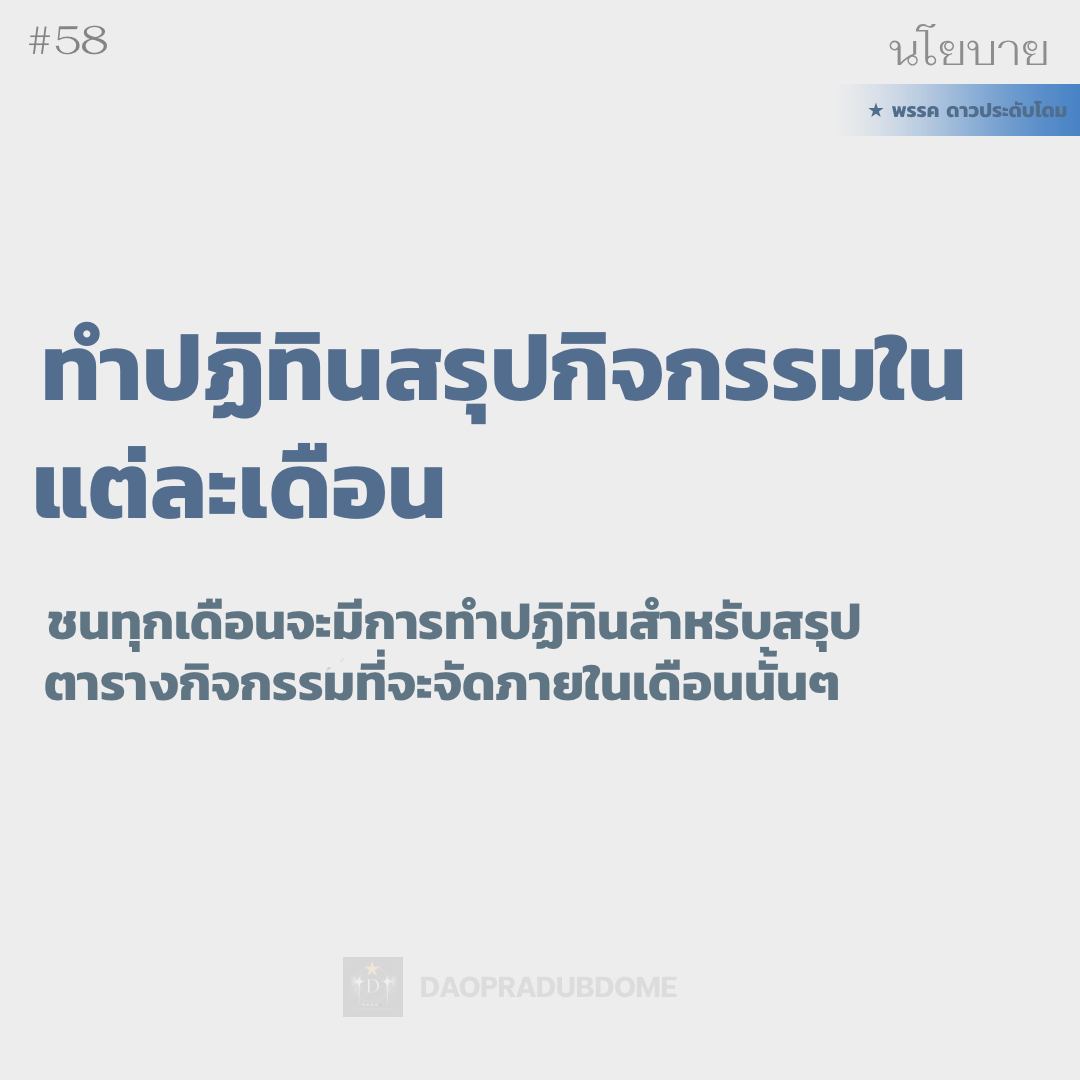 #58
นโยบาย
★ พรรค ดาวประดับโดม
ทำปฏิทินสรุปกิจกรรมใน
แต่ละเดือน
ชนทุกเดือนจะมีการทำปฏิทินสำหรับสรุป
ตารางกิจกรรมที่จะจัดภายในเดือนนั้นๆ
D
DAOPRADUBDOME